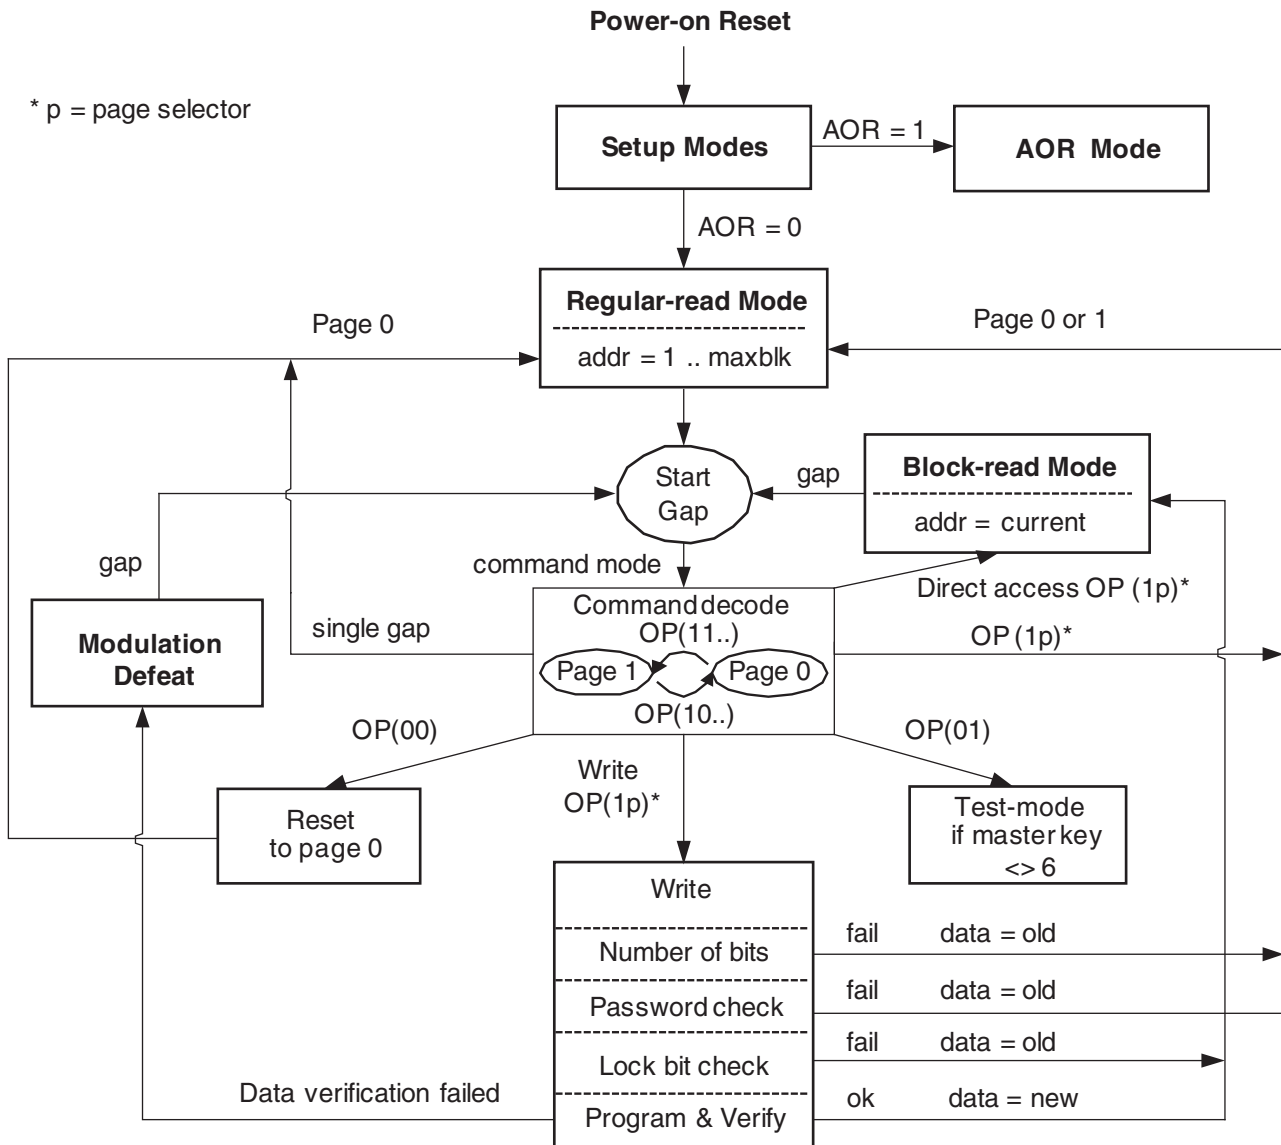 Power-on Reset
* p = page selector
Setup Modes
AOR = 1
AOR Mode
AOR = 0
Regular-read Mode
addr = 1 .. maxblk
Page 0
Page 0 or 1
Start
Gap
gap
Block-read Mode
addr = current
gap
command mode
Direct access OP (1p)*
Modulation
Defeat
single gap
Command decode
OP(11..)
Page 1
Page 0
OP(10..)
OP(1p)*
OP(00)
Write
OP(1p)*
OP(01)
Reset
to page 0
Test-mode
if master key
<> 6
Write
Number of bits
fail data = old
Password check
fail data = old
Lock bit check
fail data = old
Data verification failed
Program & Verify
ok data = new